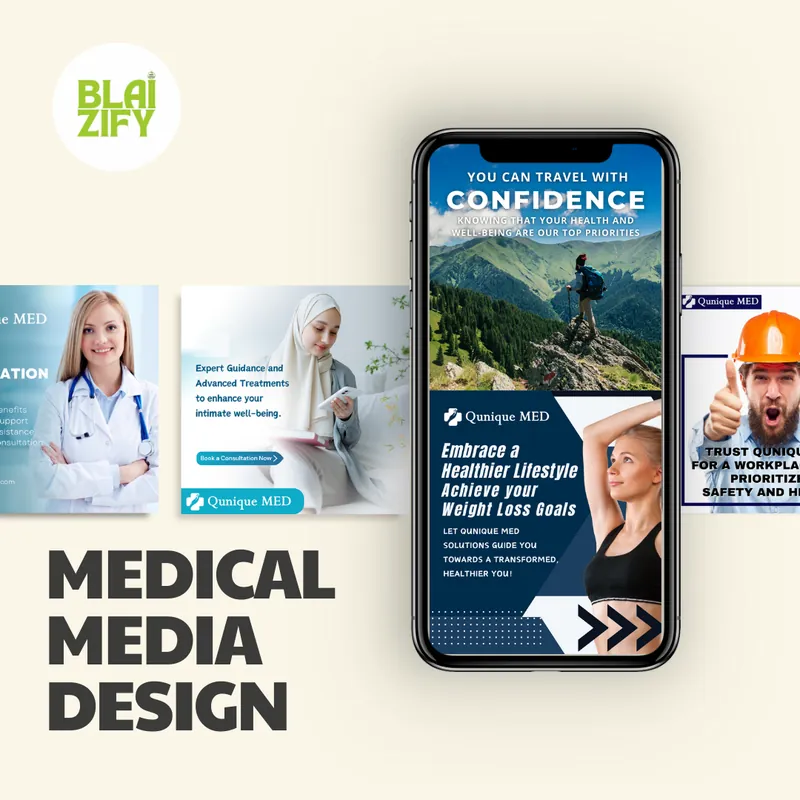 BLAI
ZIFY
YOU CAN TRAVEL WITH
CONFIDENCE
KNOWING THAT YOUR HEALTH AND
WELL-BEING ARE OUR TOP PRIORITIES
MED
ATION
Expert Guidance and
Advanced Treatments
to enhance your
intimate well-being.
Book a Consultation Now
Qunique MED
Qunique MED
Embrace a
Healthier Lifestyle
Achieve your
Weight Loss Goals
LET QUNIQUE MED
SOLUTIONS GUIDE YOU
TOWARDS A TRANSFORMED,
HEALTHIER YOU!
Qunique MED
TRUST QUNIQU
FOR A WORKPLA
PRIORITIZE
SAFETY AND HE
MEDICAL
MEDIA
DESIGN